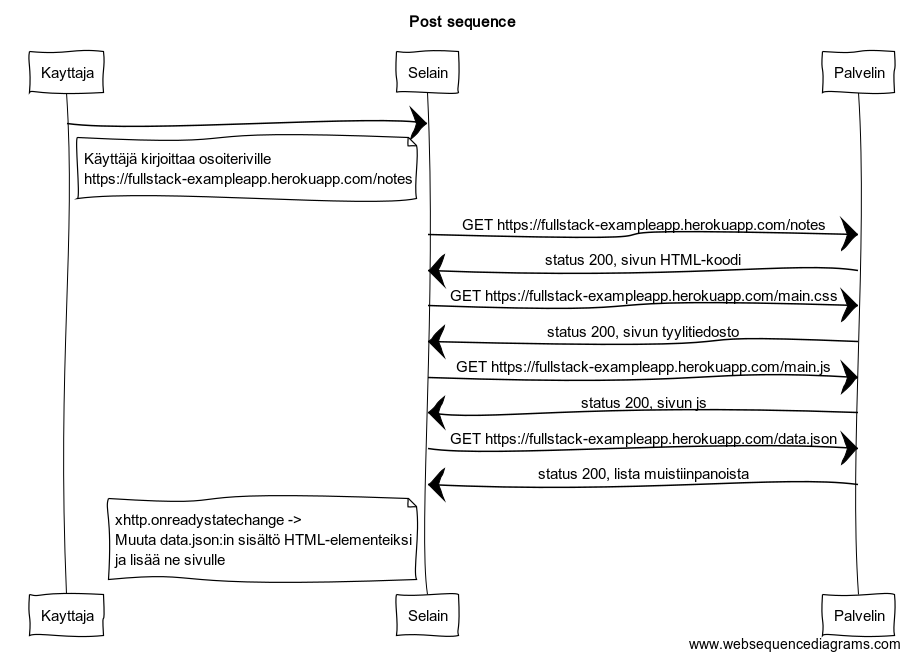 Post sequence
Kayttaja
Selain
Palvelin
Käyttäjä kirjoittaa osoiteriville
https://fullstack-exampleapp.herokuapp.com/notes
GET https://fullstack-exampleapp.herokuapp.com/notes
status 200, sivun HTML-koodi
GET https://fullstack-exampleapp.herokuapp.com/main.css
status 200, sivun tyylitiedosto
GET https://fullstack-exampleapp.herokuapp.com/main.js
status 200, sivun js
GET https://fullstack-exampleapp.herokuapp.com/data.json
status 200, lista muistiinpanoista
xhttp.onreadystatechange ->
Muuta data.json:in sisältö HTML-elementeiksi
ja lisää ne sivulle
Kayttaja
Selain
Palvelin
www.websequencediagrams.com